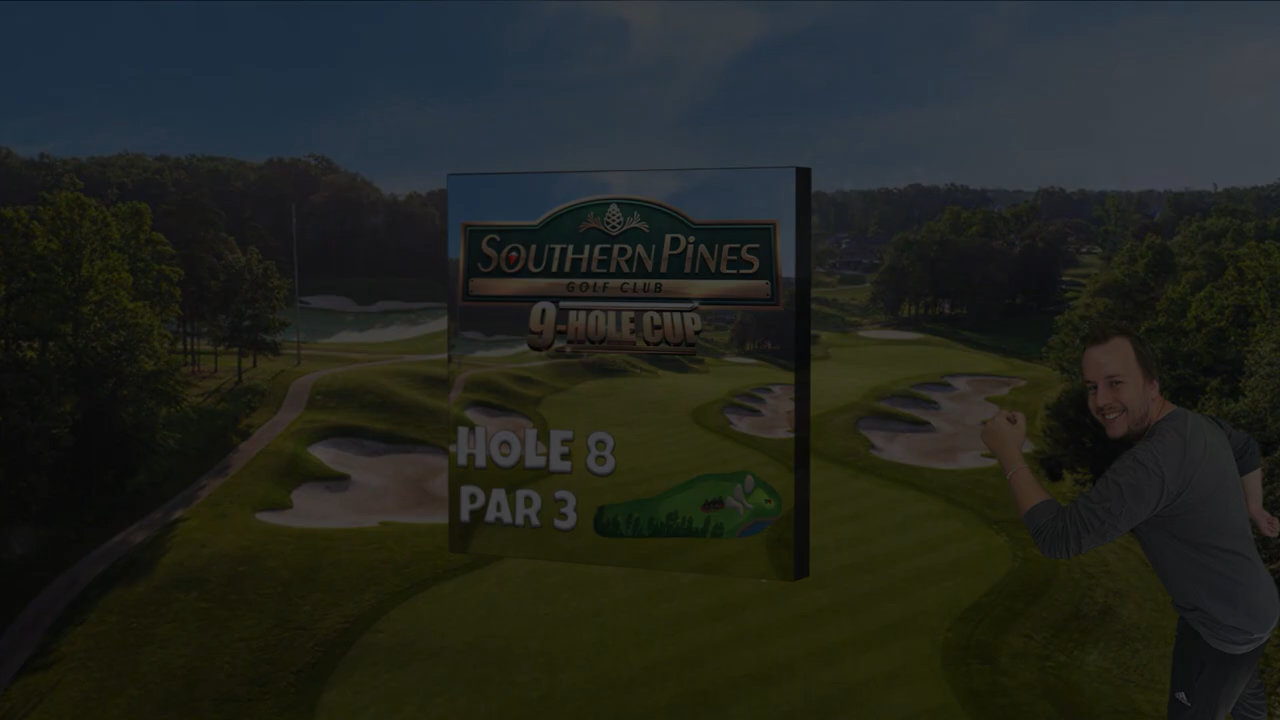 SOUTHERN PINES
GOLF CLUB
9-HOLE CUP
HOLE 8
PAR 3